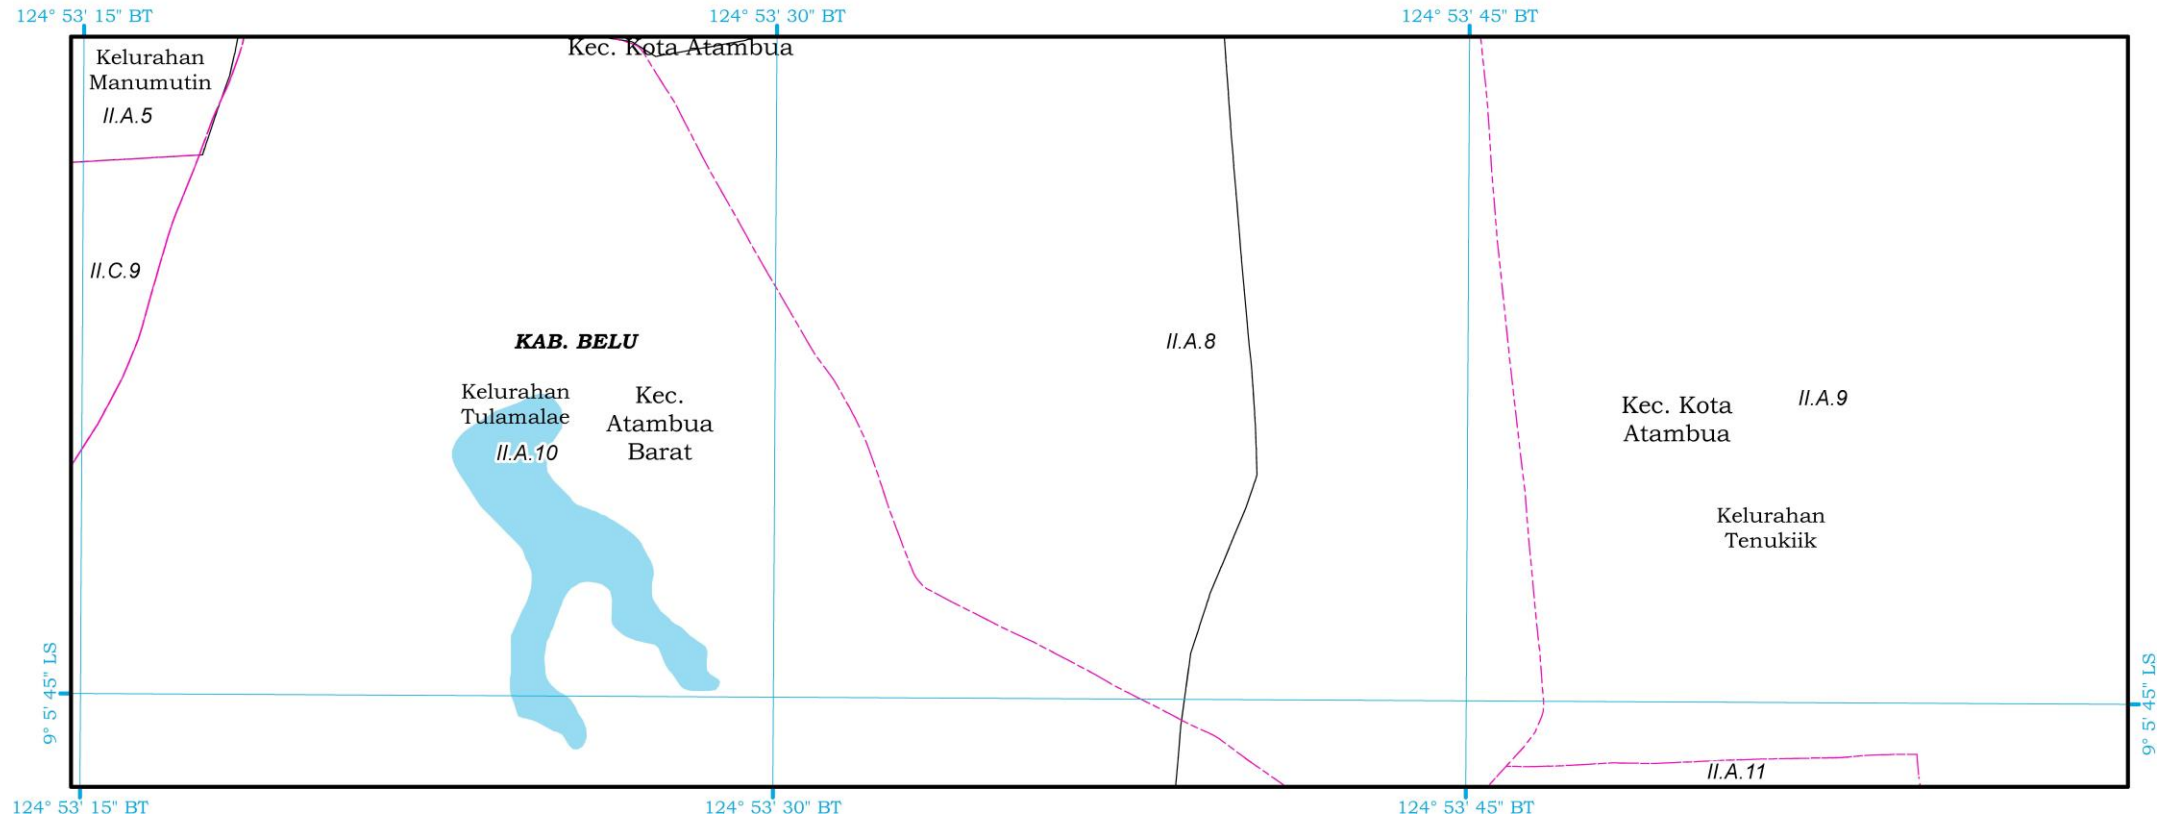 124° 53' 15" BT
124° 53' 30" BT
124° 53' 45" BT
Kec. Kota Atambua
Kelurahan
Manumutin
II.A.5
II.C.9
KAB. BELU
II.A.8
Kelurahan
Tulamalae
II.A.10
Kec.
Atambua
Barat
Kec. Kota
Atambua
II.A.9
Kelurahan
Tenukiik
9° 5' 45" LS
9° 5' 45" LS
II.A.11
124° 53' 15" BT
124° 53' 30" BT
124° 53' 45" BT